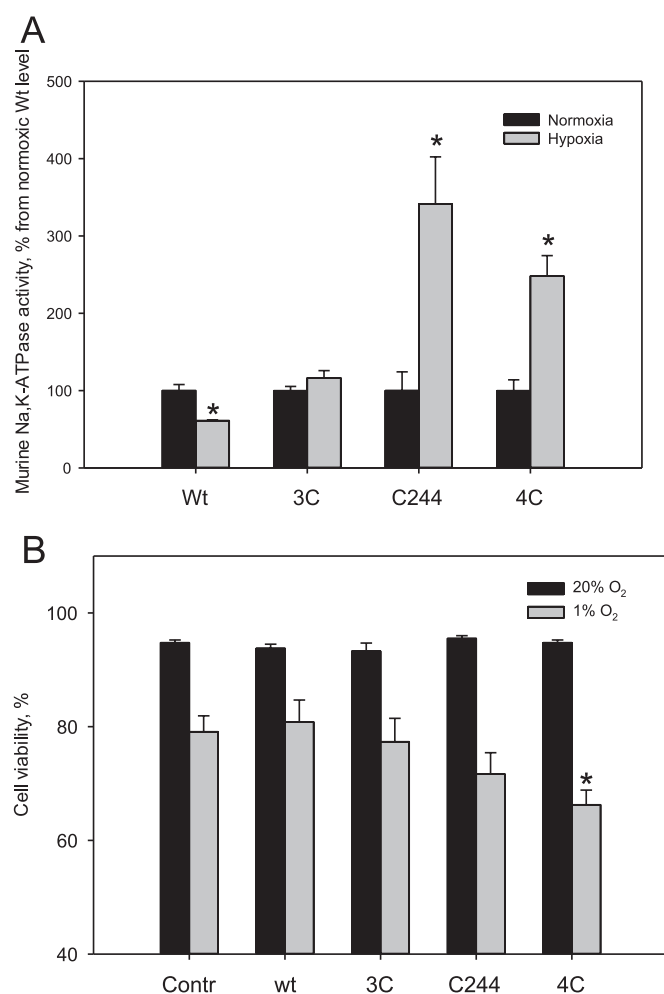 A
Murine Na,K-ATPase activity, % from normoxic Wt level
500
400
300
200
100
0
Normoxia
Hypoxia
*
*
*
Wt 3C C244 4C
B
Cell viability, %
100
80
60
40
20% O₂
1% O₂
*
Contr wt 3C C244 4C